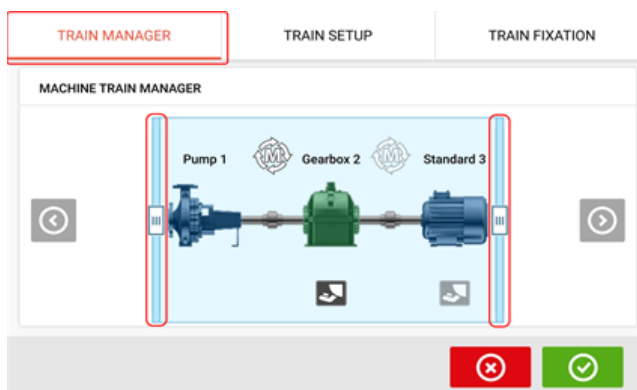 TRAIN MANAGER
TRAIN SETUP
TRAIN FIXATION
MACHINE TRAIN MANAGER
Pump 1
M
Gearbox 2
M
Standard 3